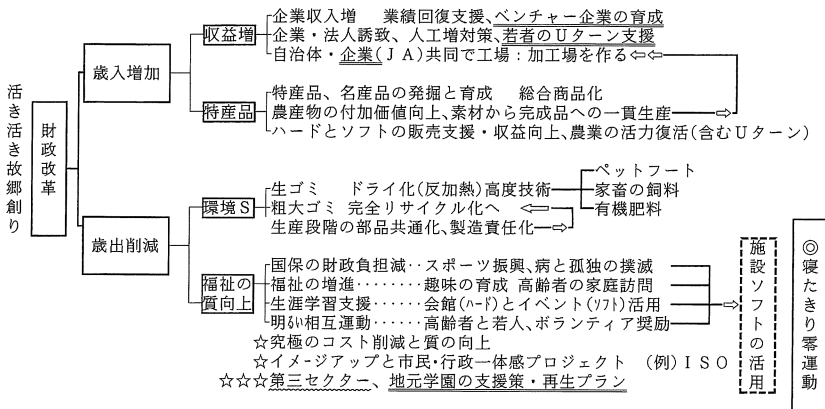 活き活き故郷創り
財政改革
歳入増加
収益増
企業収入増　業績回復支援、ベンチャー企業の育成
企業・法人誘致、人工増対策、若者のＵターン支援
自治体・企業(ＪＡ)共同で工場：加工場を作る⇦⇦
特産品
特産品、名産品の発掘と育成　総合商品化
農産物の付加価値向上、素材から完成品への一貫生産⇨
ハードとソフトの販売支援・収益向上、農業の活力復活(含むＵターン)
歳出削減
環境Ｓ
生ゴミ　ドライ化(反加熱)高度技術
ペットフート
家畜の飼料
有機肥料
粗大ゴミ 完全リサイクル化へ ⇦
生産段階の部品共通化、製造責任化⇨
福祉の質向上
国保の財政負担減‥スポーツ振興、病と孤独の撲滅
福祉の増進‥‥‥‥趣味の育成 高齢者の家庭訪問
生涯学習支援‥‥‥会館(ﾊｰﾄﾞ)とイベント(ｿﾌﾄ)活用 ⇨
明るい相互運動‥‥‥高齢者と若人、ボランティア奨励
施設ソフトの活用
◎寝たきり零運動
☆究極のコスト削減と質の向上
☆イメージアップと市民・行政一体感プロジェクト　(例)ＩＳＯ
☆☆☆第三セクター、地元学園の支援策・再生プラン